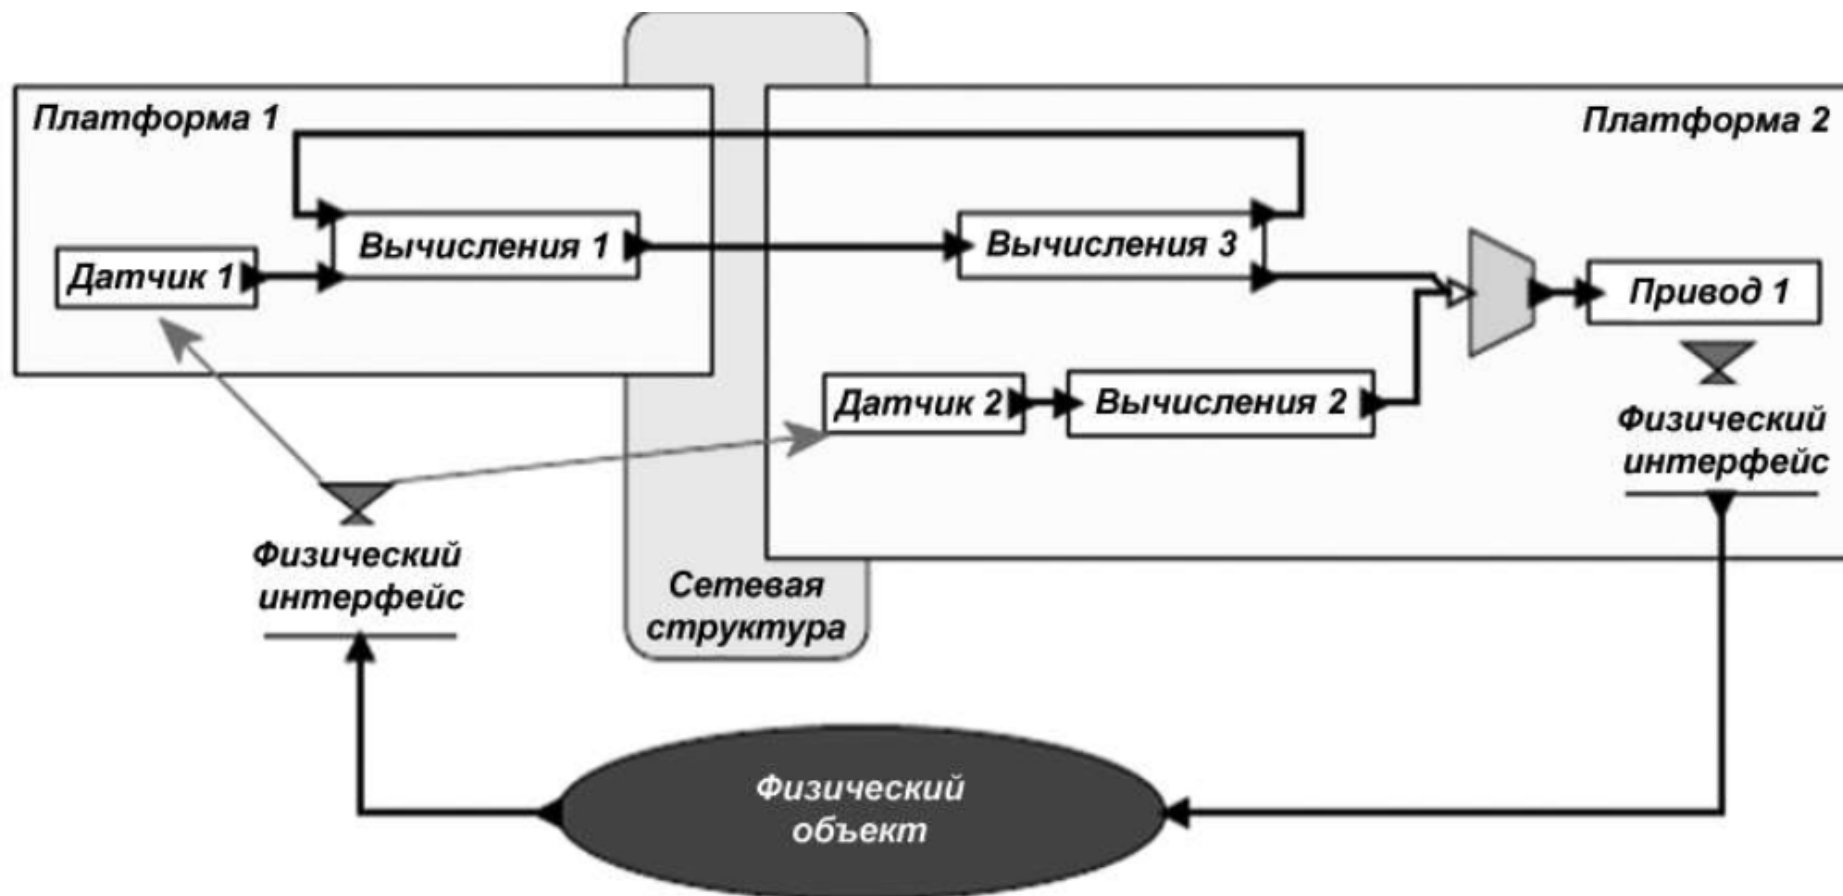 Платформа 1
Платформа 2
Вычисления 1
Вычисления 3
Датчик 1
Привод 1
Датчик 2
Вычисления 2
Физический
интерфейс
Физический
интерфейс
Сетевая
структура
Физический
объект